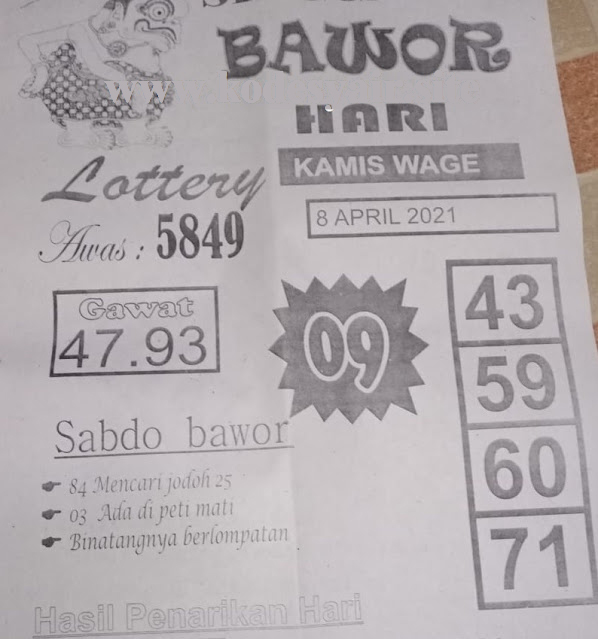 BAWOR
HARI
KAMIS WAGE
8 APRIL 2021
Lottery
Awas : 5849
Gawat
47.93
09
43
59
60
71
Sabdo bawor
84 Mencari jodoh 25
03 Ada di peti mati
Binatangnya berlompatan
Hasil Penarikan Hari